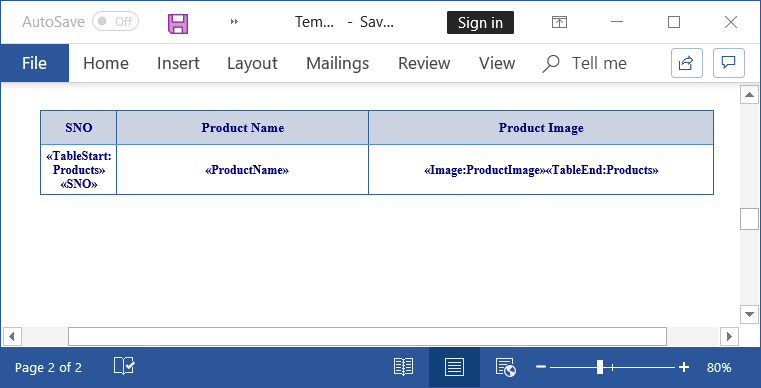 AutoSave Off Tem... - Sav... Sign in
File Home Insert Layout Mailings Review View Tell me
SNO Product Name Product Image
«TableStart:
Products»
«SNO» «ProductName» «Image:ProductImage»«TableEnd:Products»
Page 2 of 2 80%